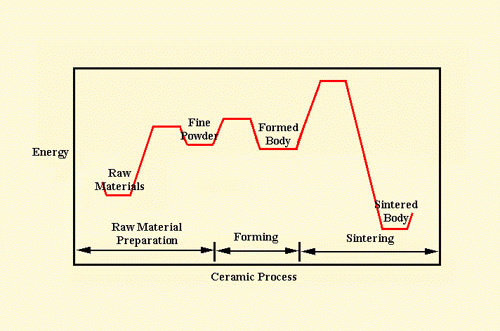 Energy
Raw
Materials
Fine
Powder
Formed
Body
Sintered
Body
Raw Material
Preparation
Forming
Sintering
Ceramic Process